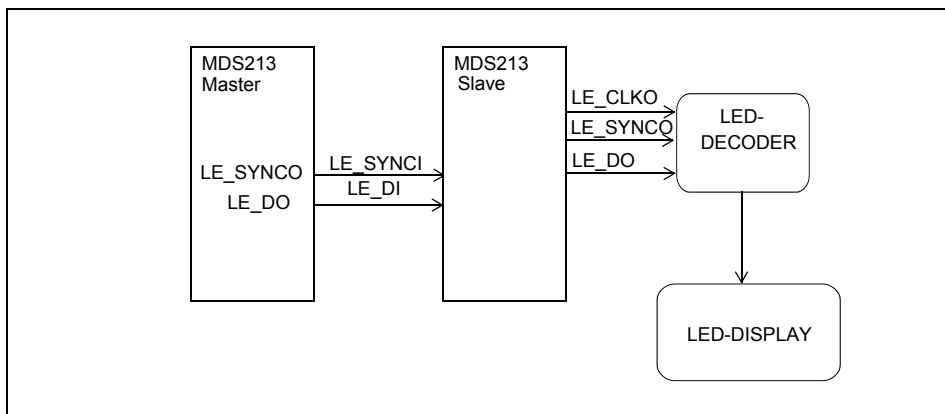 MDS213
Master
MDS213
Slave
LE_CLKO
LE_SYNCO
LE_DO
LED-
DECODER
LE_SYNCO
LE_DO
LE_SYNCI
LE_DI
LED-DISPLAY